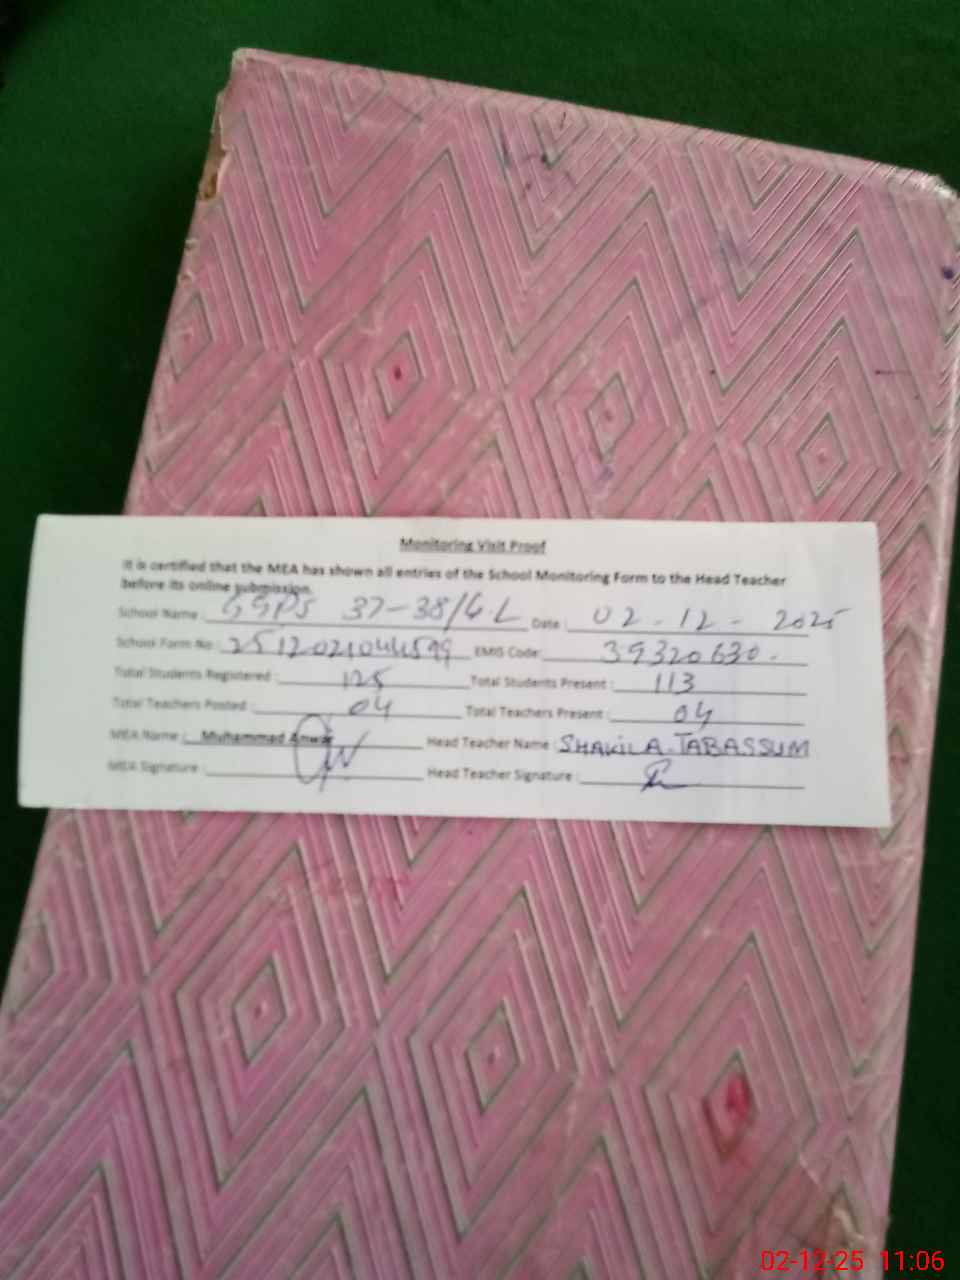 Monitoring Visit Proof
It is certified that the MEA has shown all entries of the School Monitoring Form to the Head Teacher
before its online submission.
School Name : GGPS 37-38/4.L Date : 02-12-2025
School Form No : 2512021044599 EMIS Code: 39320630.
Total Students Registered : 125 Total Students Present : 113
Total Teachers Posted : 04 Total Teachers Present : 04
MEA Name : Muhammad Anwar Head Teacher Name : SHAKILA TABASSUM
MEA Signature : Head Teacher Signature :
02-12-25 11:06